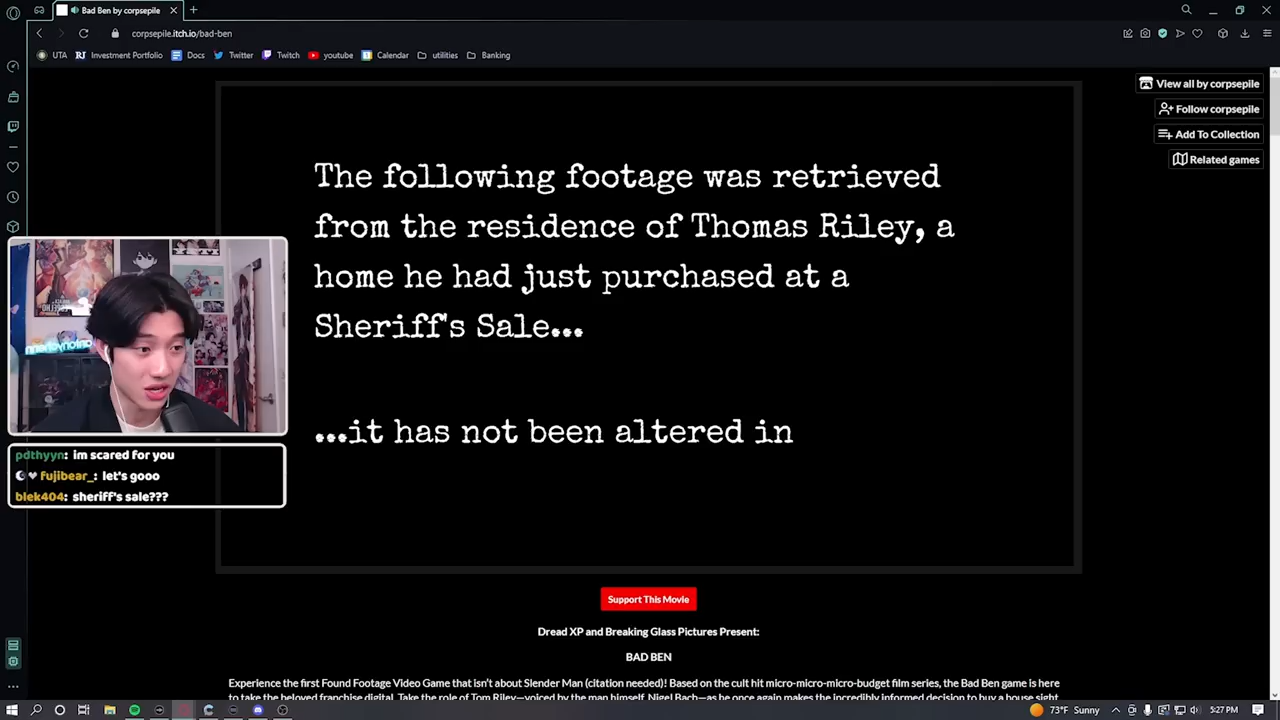 Bad Ben by corpsepile
corpsepile.itch.io/bad-ben
UTA
Investment Portfolio
Docs
Twitter
Twitch
youtube
Calendar
utilities
Banking
View all by corpsepile
Follow corpsepile
Add To Collection
Related games
The following footage was retrieved
from the residence of Thomas Riley, a
home he had just purchased at a
Sheriff's Sale...
...it has not been altered in
pdthyyn: im scared for you
fujibear_: let's gooo
blek404: sheriff's sale???
Support This Movie
Dread XP and Breaking Glass Pictures Present:
BAD BEN
Experience the first Found Footage Video Game that isn't about Slender Man (citation needed)! Based on the cult hit micro-micro-micro-budget film series, the Bad Ben game is here
to take the beloved franchise digital. Take the role of Tom Riley—voiced by the man himself, Nigel Bach—as he once again makes the incredibly informed decision to buy a house sight
73°F Sunny
5:27 PM